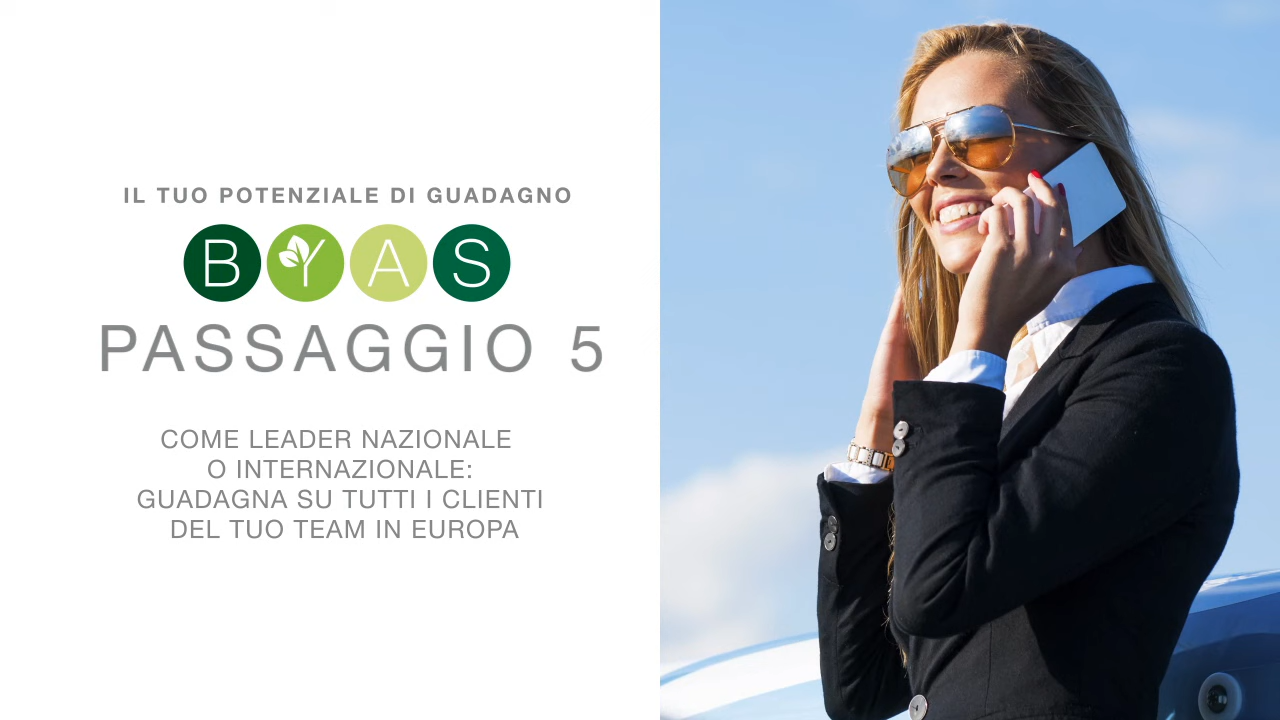 IL TUO POTENZIALE DI GUADAGNO
BYAS
PASSAGGIO 5
COME LEADER NAZIONALE
O INTERNAZIONALE:
GUADAGNA SU TUTTI I CLIENTI
DEL TUO TEAM IN EUROPA